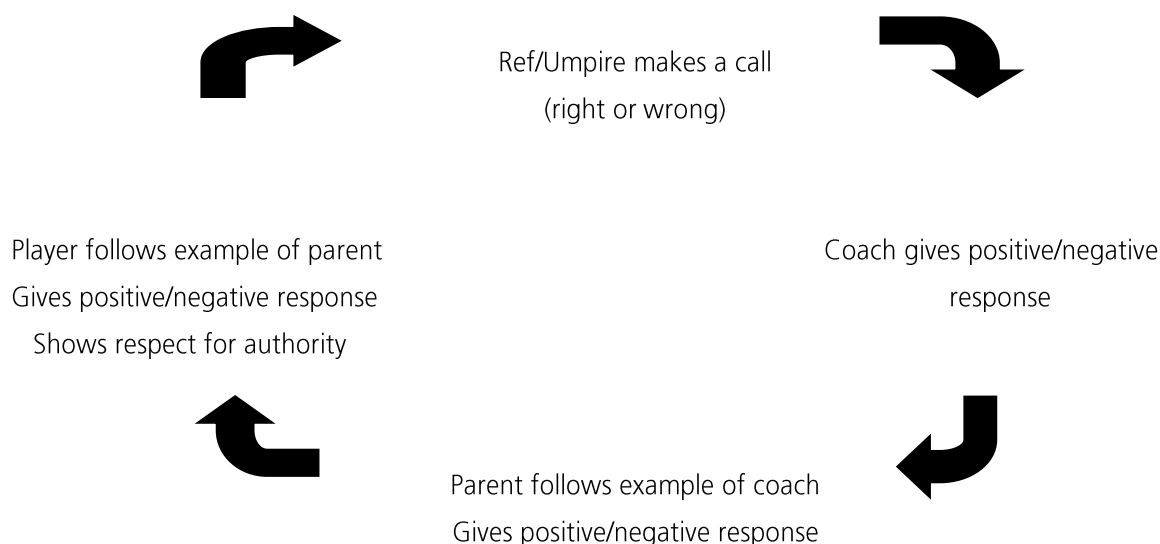 Ref/Umpire makes a call
(right or wrong)
Coach gives positive/negative
response
Parent follows example of coach
Gives positive/negative response
Player follows example of parent
Gives positive/negative response
Shows respect for authority